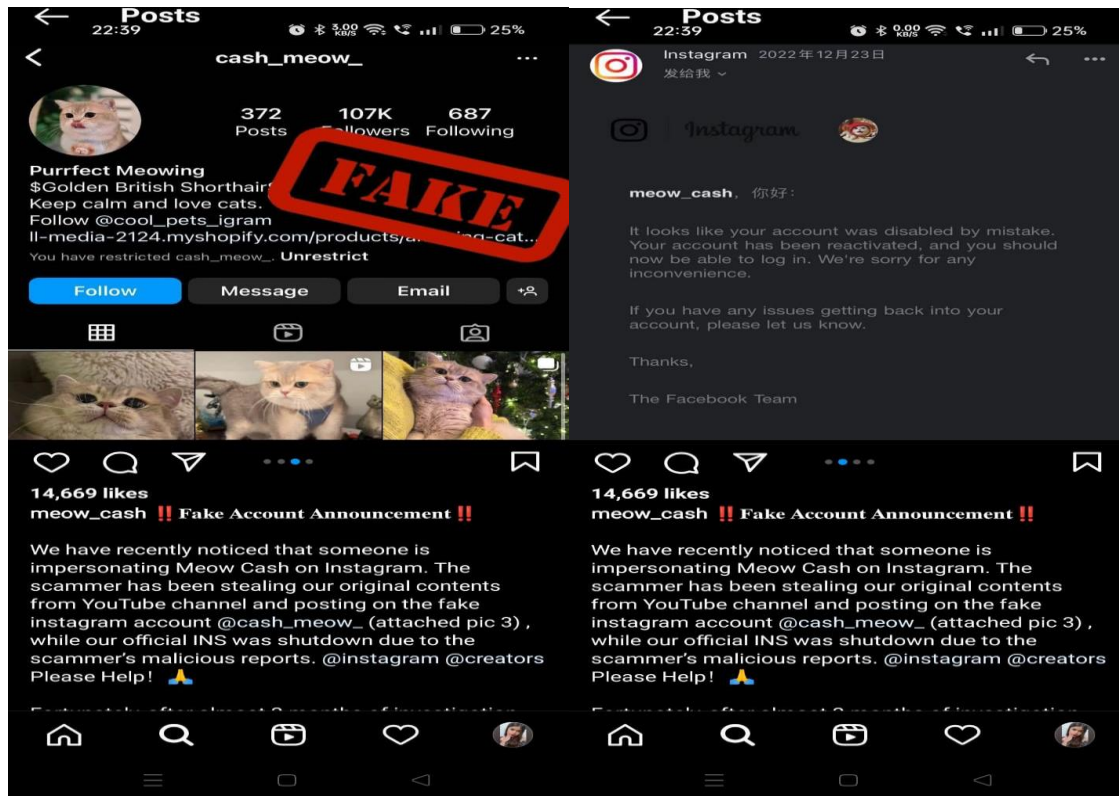 Posts
22:39
3.00 KB/S
25%
cash_meow_
372
107K
687
Posts
Followers
Following
FAKE
Purrfect Meowing
Keep calm and love cats.
Follow @cool_pets_igram
You have restricted cash_meow_. Unrestrict
Follow
Message
Email
14,669 likes
meow_cash ‼️ Fake Account Announcement ‼️
We have recently noticed that someone is
impersonating Meow Cash on Instagram. The
scammer has been stealing our original contents
from YouTube channel and posting on the fake
instagram account @cash_meow_ (attached pic 3) ,
while our official INS was shutdown due to the
scammer's malicious reports. @instagram @creators
Please Help! 🙏
Posts
22:39
0.00 KB/S
25%
Instagram 2022年12月23日
发给我
Instagram
meow_cash, 你好:
It looks like your account was disabled by mistake.
Your account has been reactivated, and you should
now be able to log in. We're sorry for any
inconvenience.
If you have any issues getting back into your
account, please let us know.
Thanks,
The Facebook Team
14,669 likes
meow_cash ‼️ Fake Account Announcement ‼️
We have recently noticed that someone is
impersonating Meow Cash on Instagram. The
scammer has been stealing our original contents
from YouTube channel and posting on the fake
instagram account @cash_meow_ (attached pic 3) ,
while our official INS was shutdown due to the
scammer's malicious reports. @instagram @creators
Please Help! 🙏